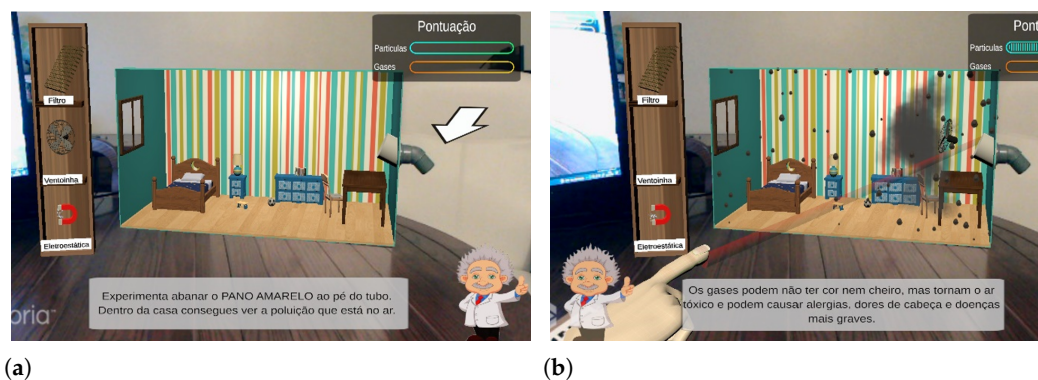 Pontuação
Particulas
Gases
Filtro
Ventoinha
Eletroestática
Experimenta abanar o PANO AMARELO ao pé do tubo.
Dentro da casa consegues ver a poluição que está no ar.
oria™
(a)
Pont
Particulas
Gases
Filtro
Ventoinha
Eletroestática
Os gases podem não ter cor nem cheiro, mas tornam o ar
tóxico e podem causar alergias, dores de cabeça e doenças
mais graves.
(b)